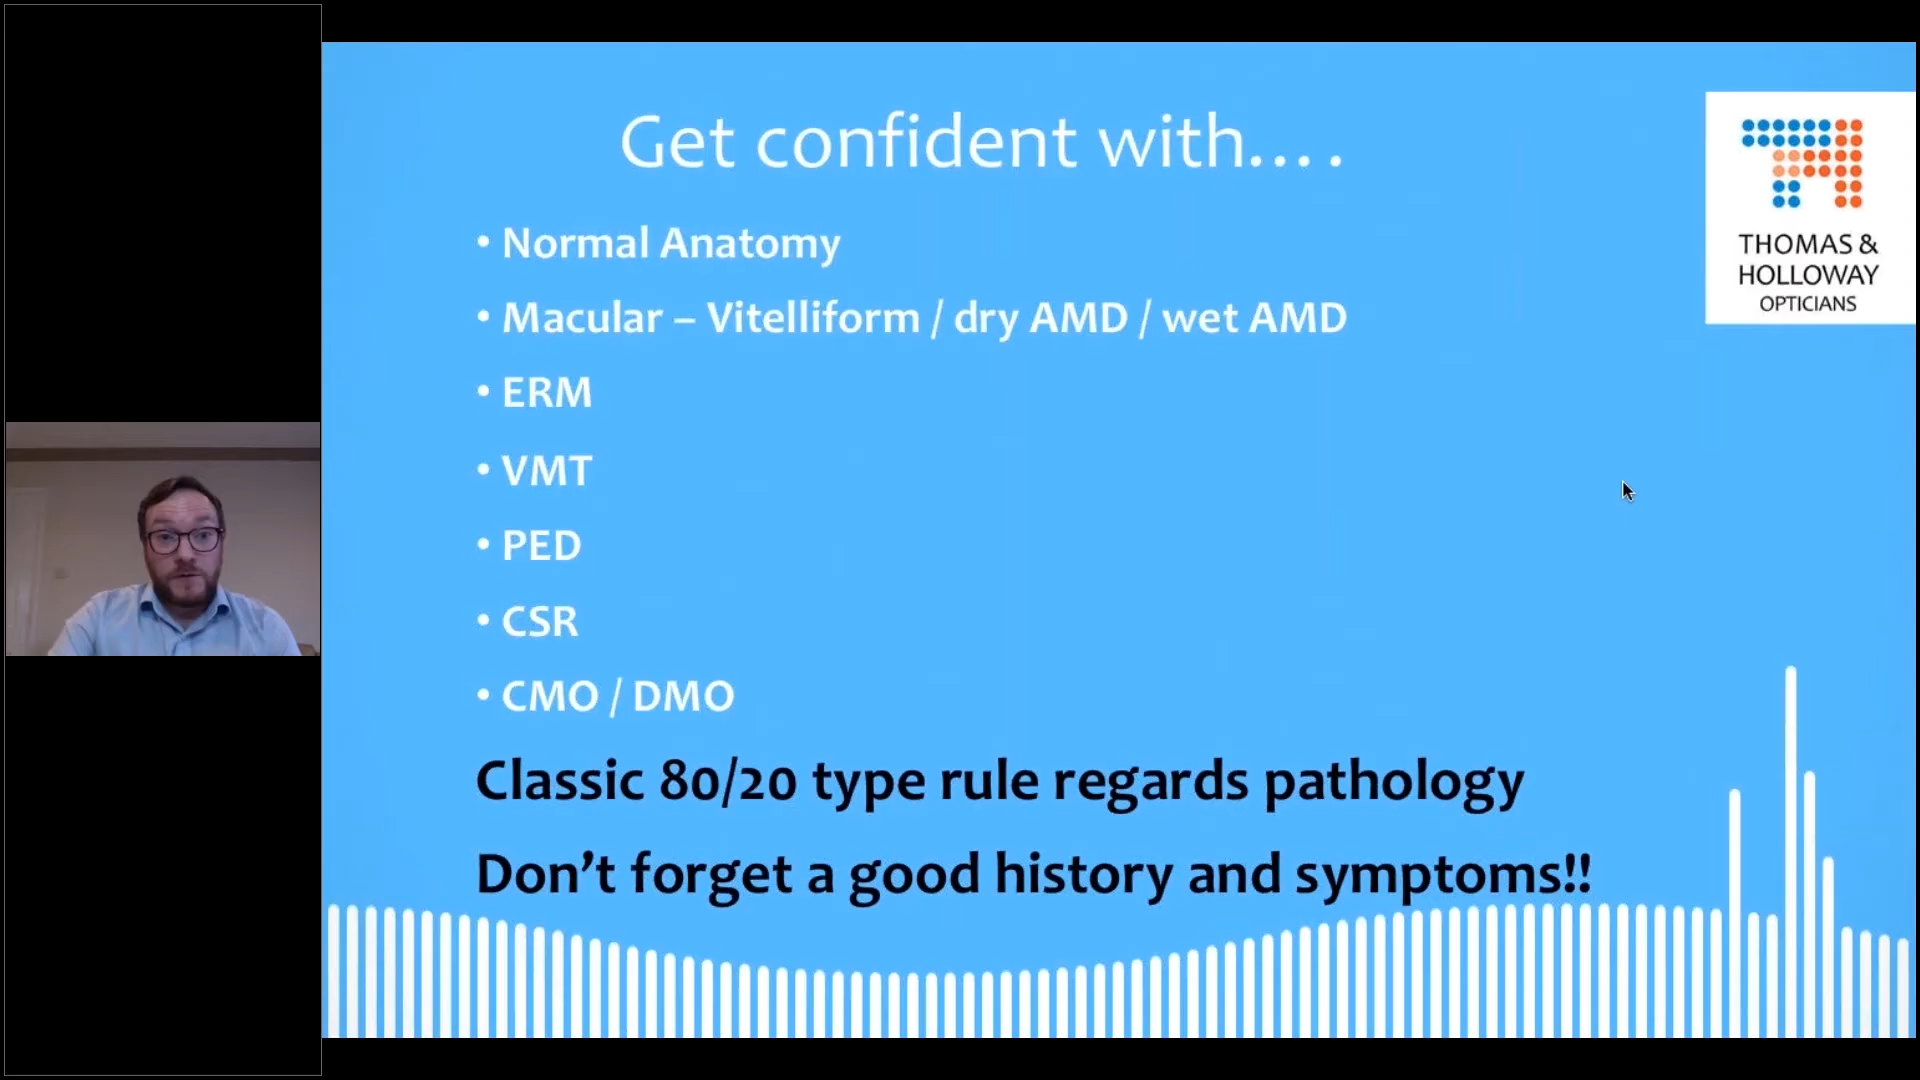 Get confident with....
• Normal Anatomy
• Macular – Vitelliform / dry AMD / wet AMD
• ERM
• VMT
• PED
• CSR
• CMO / DMO
Classic 80/20 type rule regards pathology
Don't forget a good history and symptoms!!
THOMAS &
HOLLOWAY
OPTICIANS